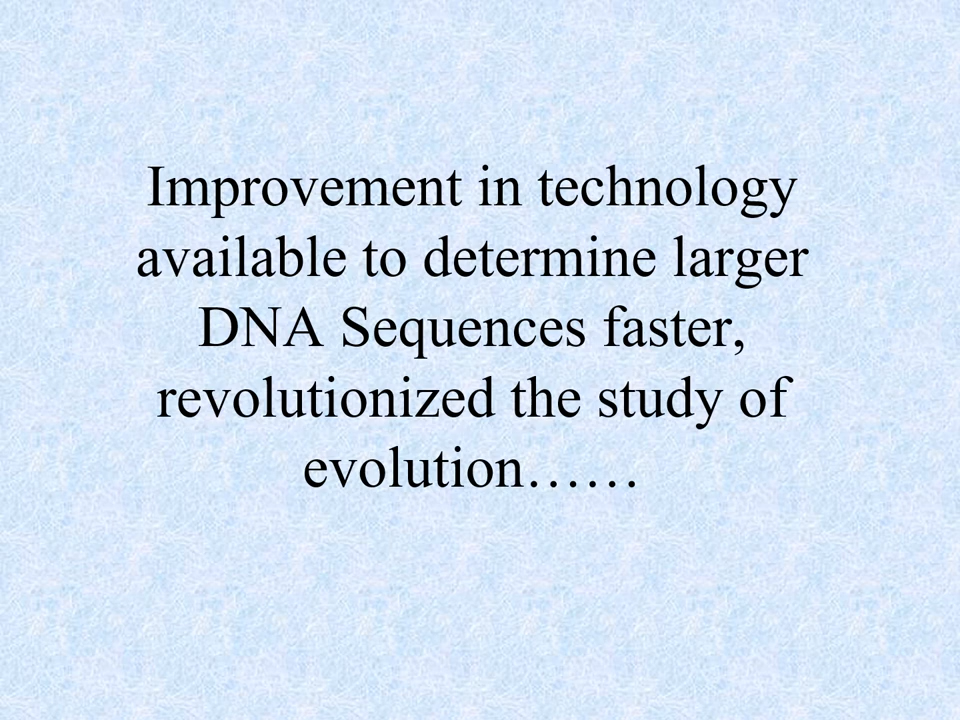 Improvement in technology
available to determine larger
DNA Sequences faster,
revolutionized the study of
evolution……